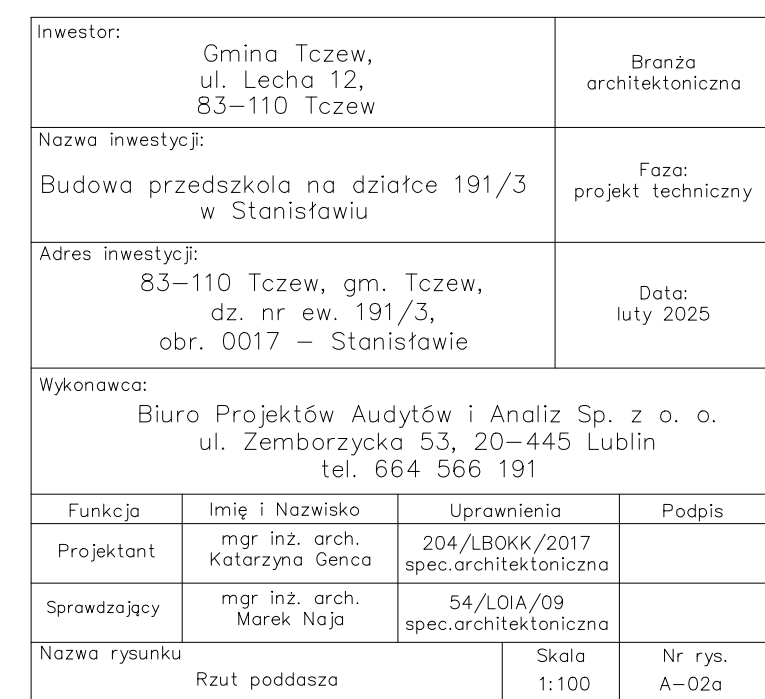 Inwestor:
Gmina Tczew,
ul. Lecha 12,
83-110 Tczew
Branża
architektoniczna
Nazwa inwestycji:
Budowa przedszkola na działce 191/3
w Stanisławiu
Faza:
projekt techniczny
Adres inwestycji:
83-110 Tczew, gm. Tczew,
dz. nr ew. 191/3,
obr. 0017 - Stanisławie
Data:
luty 2025
Wykonawca:
Biuro Projektów Audytów i Analiz Sp. z o. o.
ul. Zemborzycka 53, 20-445 Lublin
tel. 664 566 191
Funkcja Imię i Nazwisko Uprawnienia Podpis
Projektant
mgr inż. arch.
Katarzyna Genca
204/LBOKK/2017
spec.architektoniczna
Sprawdzający
mgr inż. arch.
Marek Naja
54/LOIA/09
spec.architektoniczna
Nazwa rysunku
Rzut poddasza
Skala
1:100
Nr rys.
A-02a